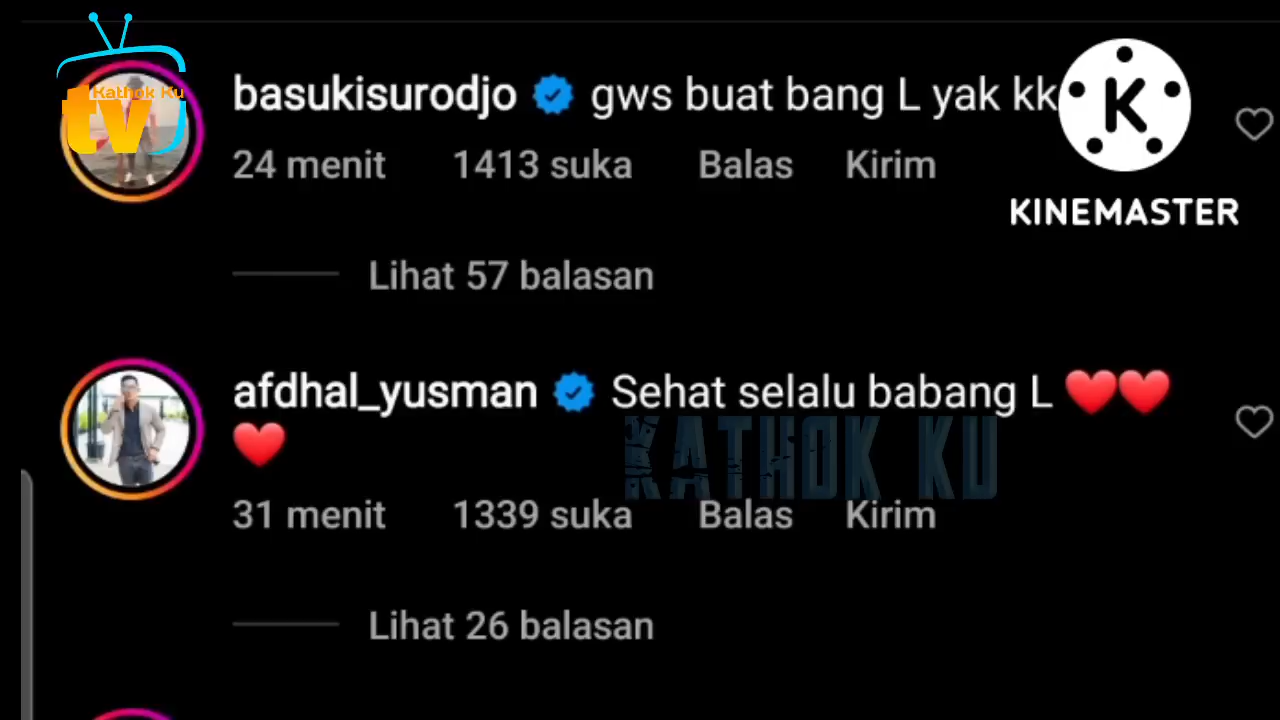 Kathok Ku
tv
basukisurodjo gws buat bang L yak kk
24 menit 1413 suka Balas Kirim
K
KINEMASTER
Lihat 57 balasan
afdhal_yusman Sehat selalu babang L ❤️❤️
❤️
KATHOK KU
31 menit 1339 suka Balas Kirim
Lihat 26 balasan